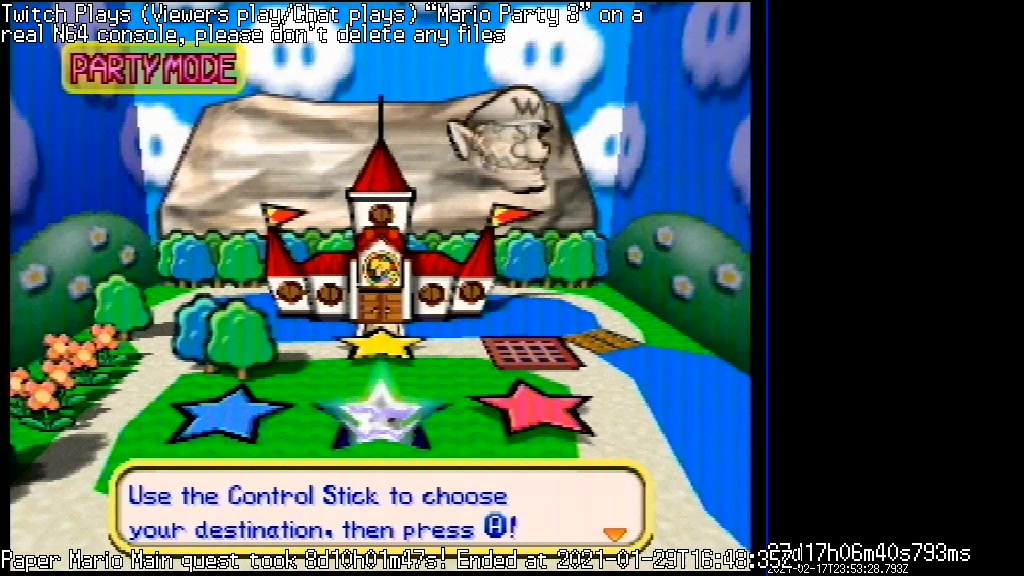 Twitch Plays (Viewers play/Chat plays) "Mario Party 3" on a
real N64 console, please don't delete any files
PARTY MODE
W
Use the Control Stick to choose
your destination, then press A!
Paper Mario Main quest took 8d10h01m47s! Ended at 2021-01-29T16:48:35Z
7d17h06m40s793ms
2021-02-17T23:53:28.793Z